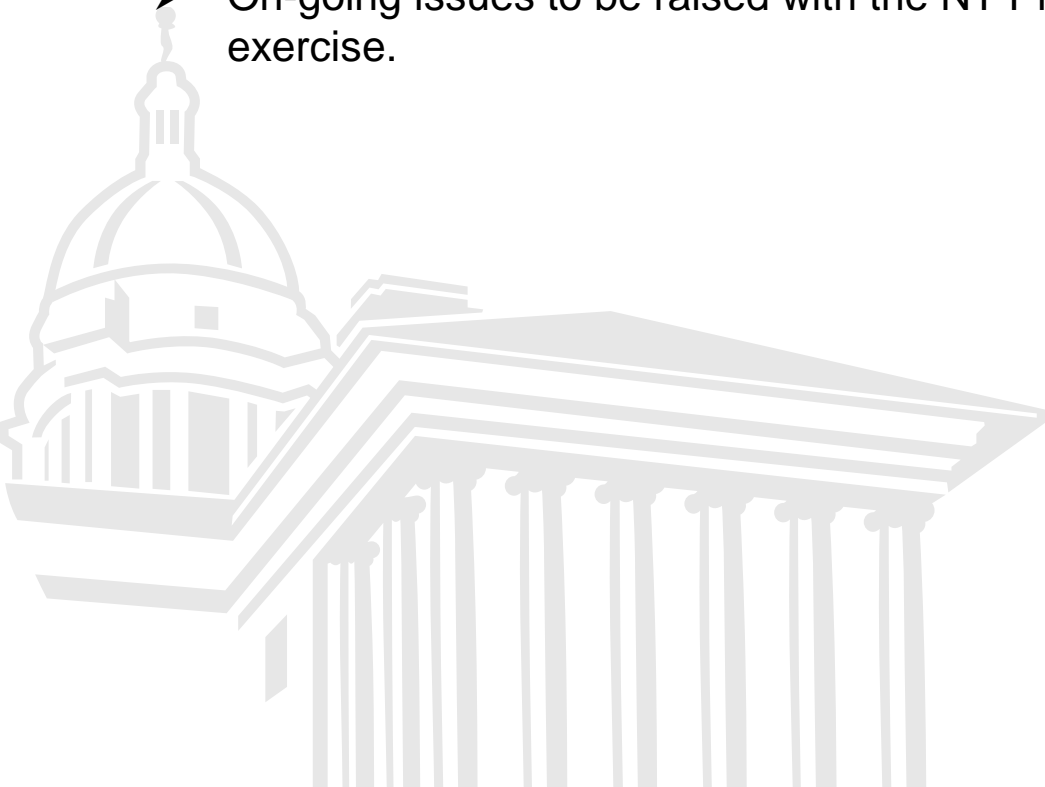 On-going issues to be raised with the
exercise.